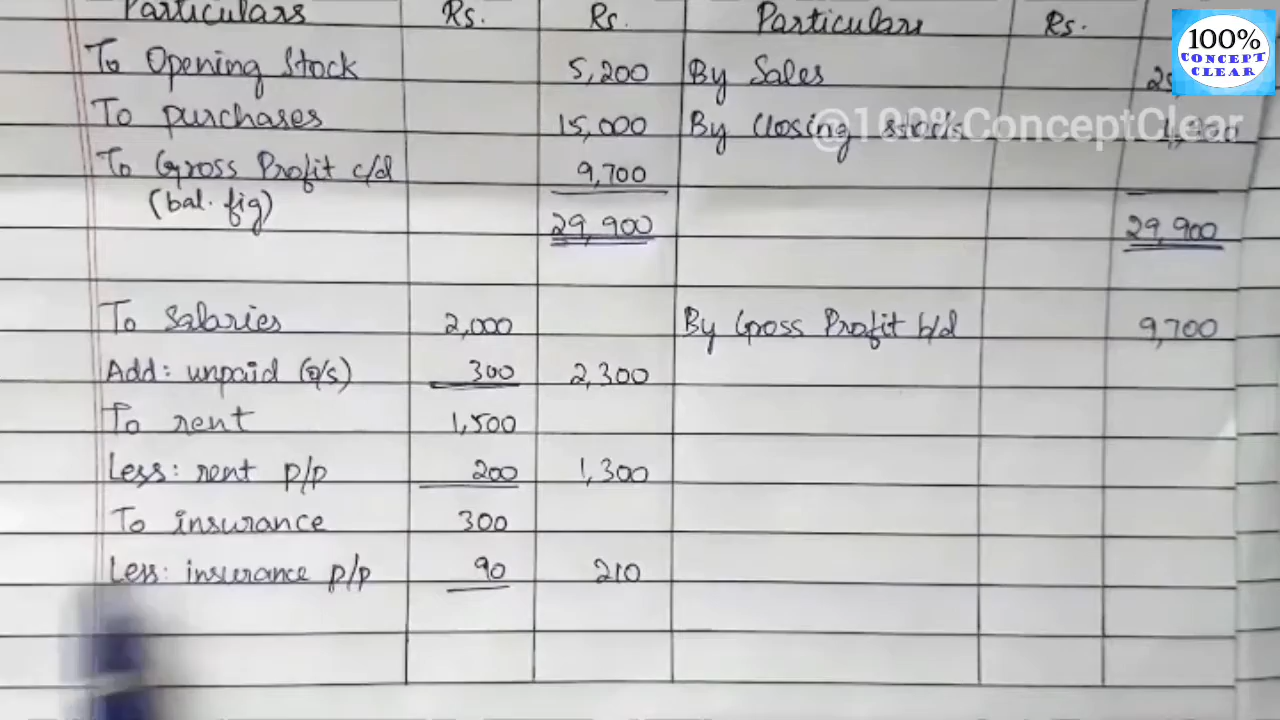 Particulars Rs. Rs. Particulars Rs.
To Opening Stock 5,200 By Sales
To purchases 15,000 By Closing stock
To Gross Profit c/d 9,700
(bal. fig)
29,900 29,900
To Salaries 2,000 By Gross Profit b/d 9,700
Add: unpaid (o/s) 300 2,300
To rent 1,500
Less: rent p/p 200 1,300
To insurance 300
Less: insurance p/p 90 210
100%
CONCEPT
CLEAR
@100%ConceptClear